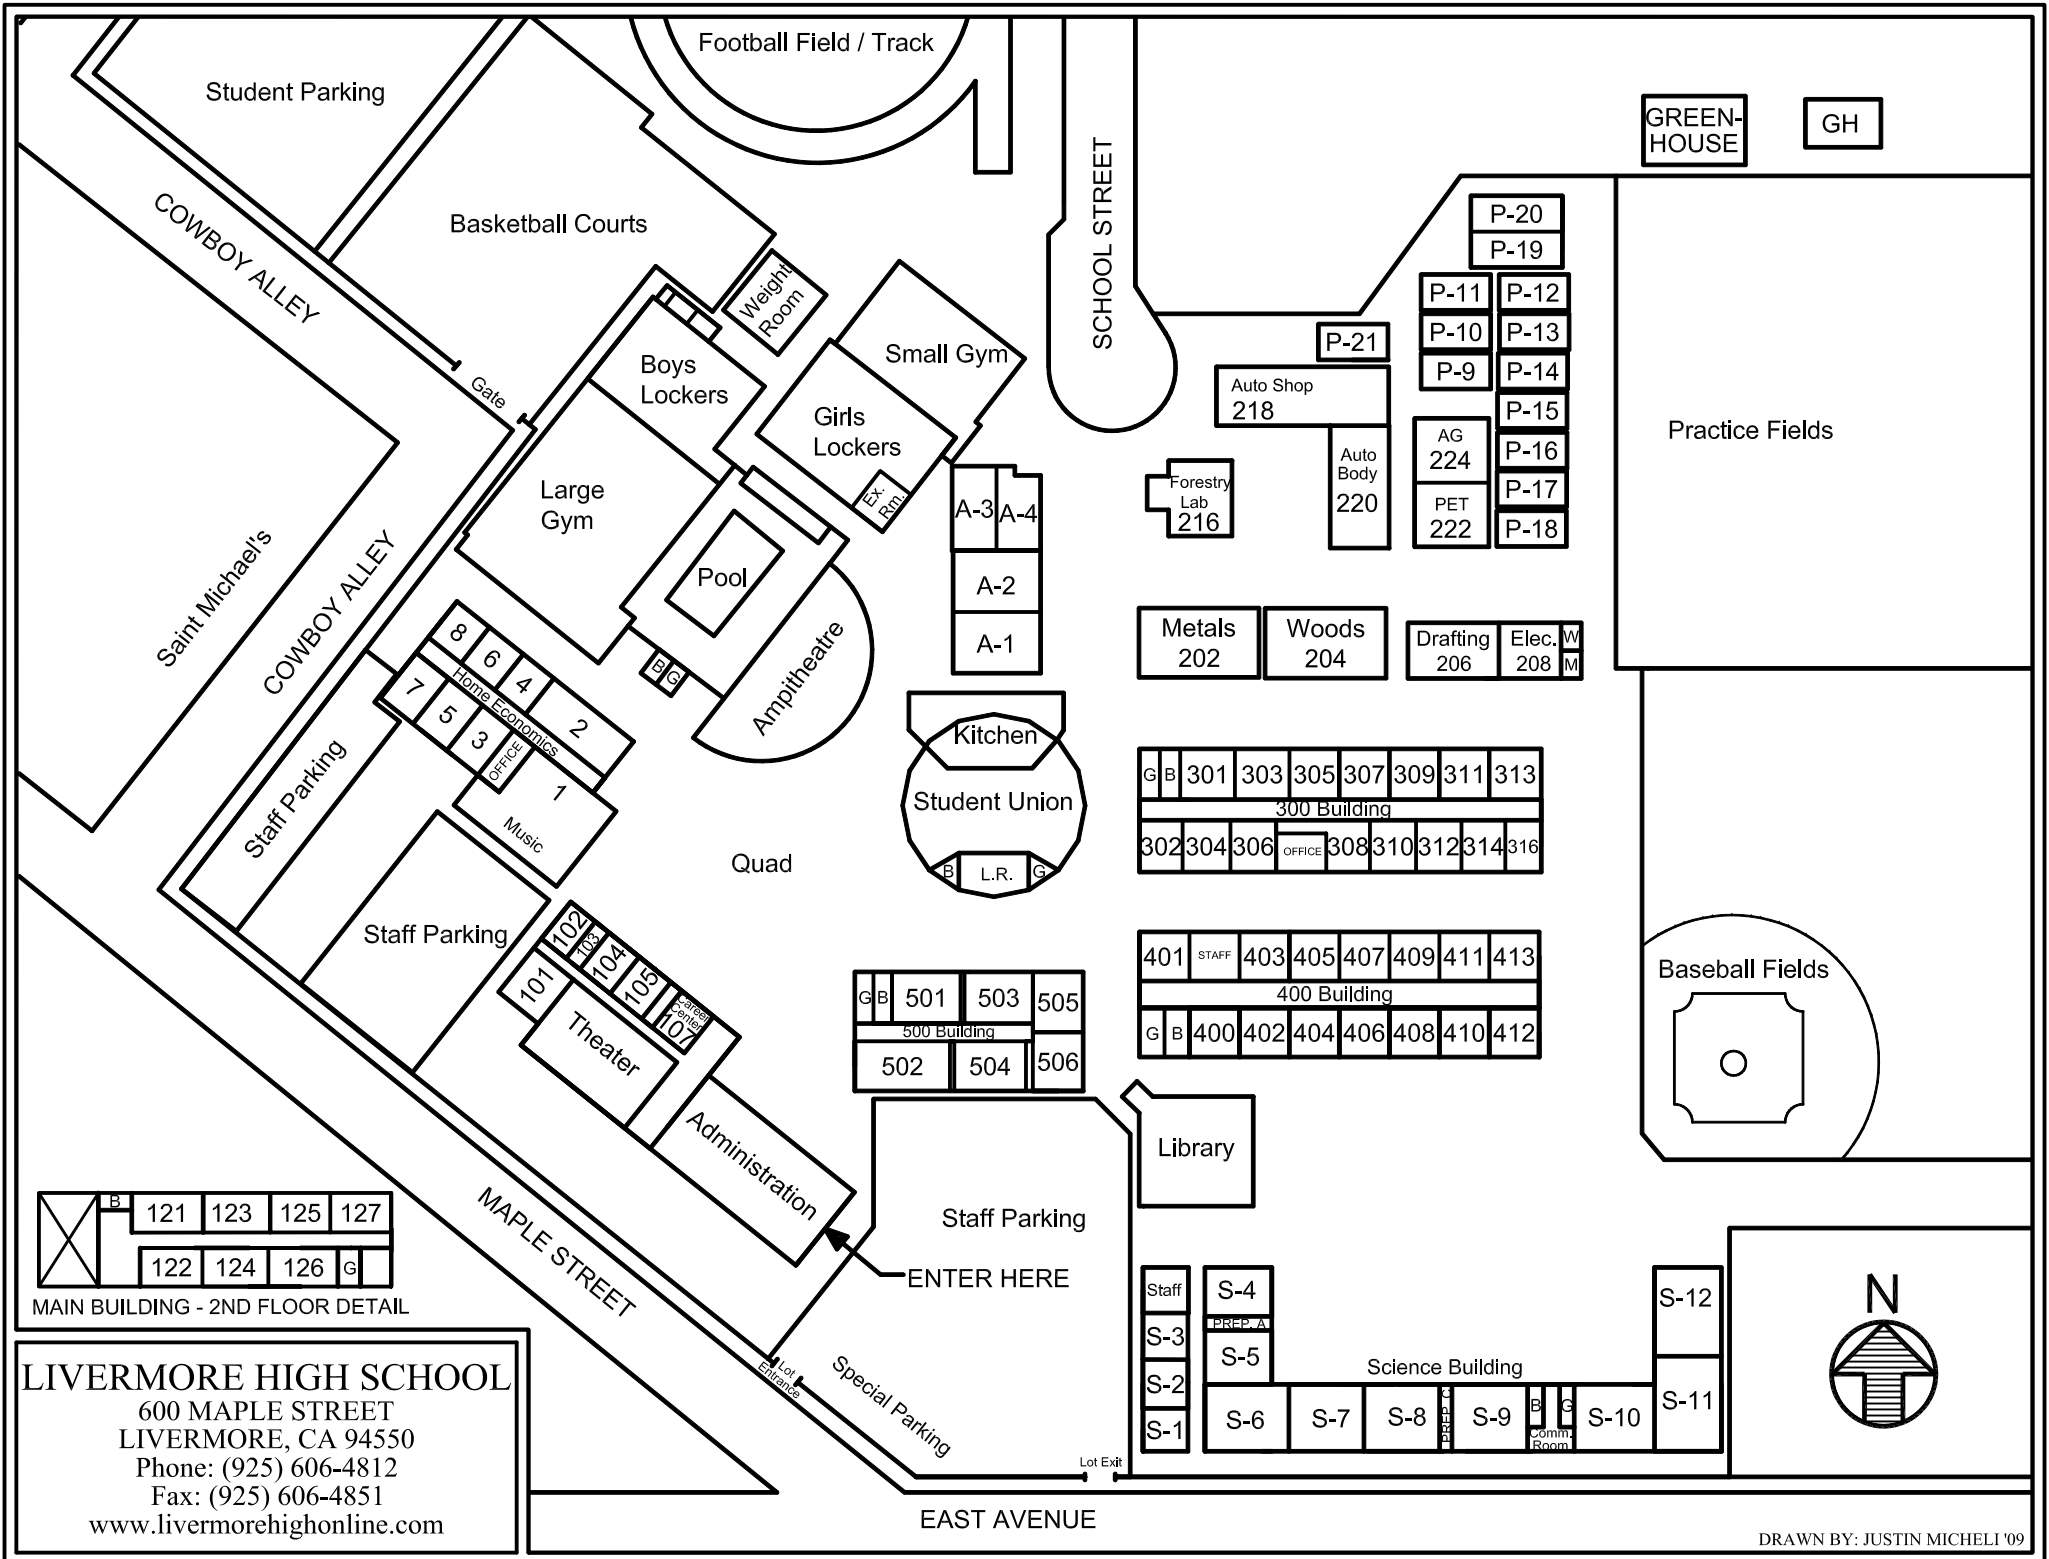 Football Field / Track
Student Parking
GREEN-
HOUSE
GH
SCHOOL STREET
COWBOY ALLEY
Basketball Courts
P-20
P-19
Weight
Room
P-11
P-12
P-10
P-13
P-21
P-9
P-14
Small Gym
Boys
Lockers
Gate
Auto Shop
218
P-15
Girls
Lockers
Practice Fields
AG
224
P-16
Auto
Body
220
Forestry
Lab
216
P-17
PET
222
P-18
Large
Gym
Ex.
Rm.
A-3
A-4
Pool
A-2
A-1
Saint Michael's
COWBOY ALLEY
Ampitheatre
B
G
Metals
202
Woods
204
Drafting
206
Elec.
208
W
M
8
6
4
2
Home Economics
7
5
3
OFFICE
1
Music
Kitchen
Student Union
B
L.R.
G
Staff Parking
G
B
301
303
305
307
309
311
313
300 Building
302
304
306
OFFICE
308
310
312
314
316
Quad
Staff Parking
102
103
104
105
Career
Center
107
101
Theater
Administration
401
STAFF
403
405
407
409
411
413
400 Building
G
B
400
402
404
406
408
410
412
Baseball Fields
G
B
501
503
505
500 Building
502
504
506
Library
Staff Parking
ENTER HERE
MAPLE STREET
B
121
123
125
127
122
124
126
G
MAIN BUILDING - 2ND FLOOR DETAIL
Staff
S-3
S-2
S-1
S-4
PREP. A
S-5
Science Building
S-6
S-7
S-8
PREP. C
S-9
B
G
Comm.
Room
S-10
S-11
S-12
N
Lot
Entrance
Special Parking
Lot Exit
EAST AVENUE
LIVERMORE HIGH SCHOOL
600 MAPLE STREET
LIVERMORE, CA 94550
Phone: (925) 606-4812
Fax: (925) 606-4851
www.livermorehighonline.com
DRAWN BY: JUSTIN MICHELI '09